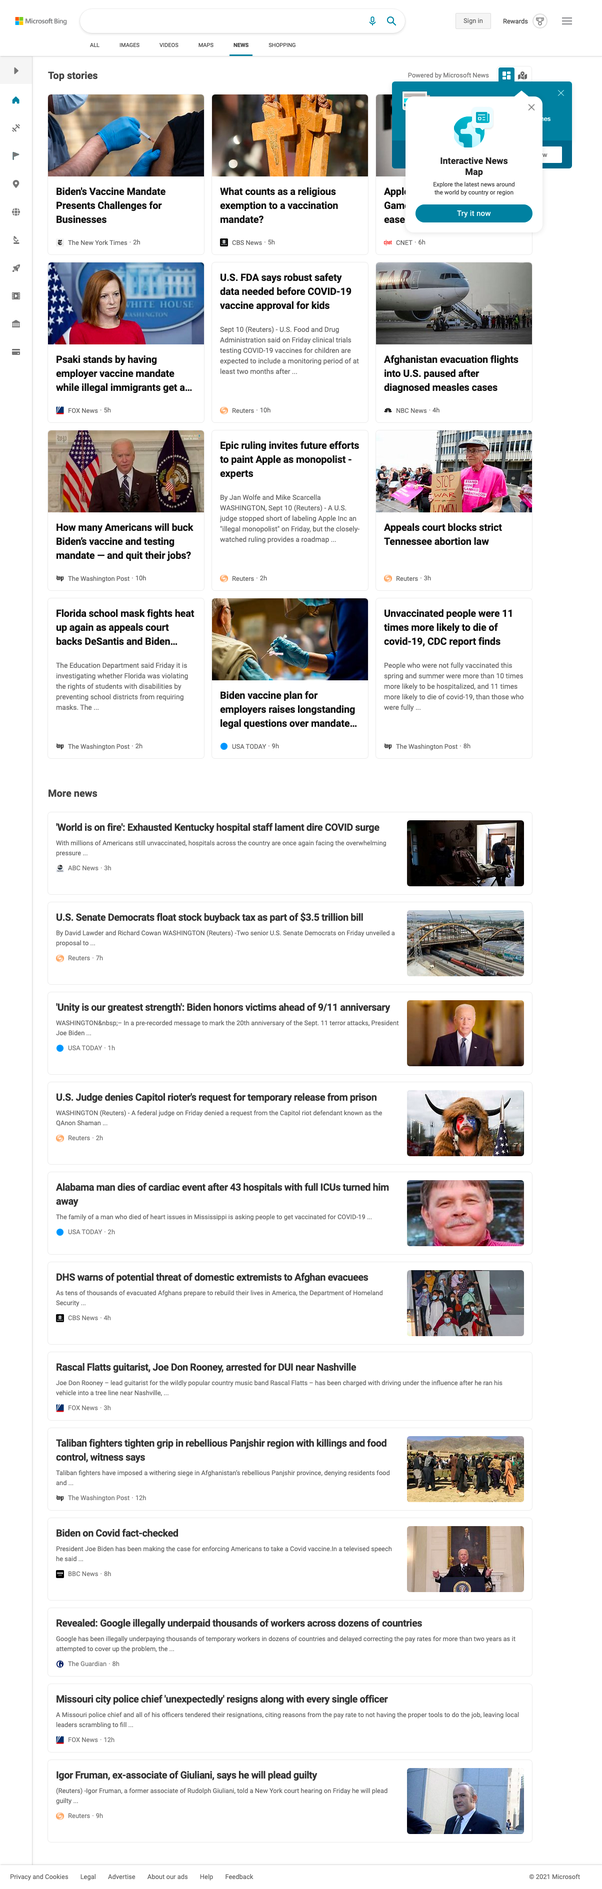 Microsoft Bing
Sign in
Rewards
ALL
IMAGES
VIDEOS
MAPS
NEWS
SHOPPING
Top stories
Powered by Microsoft News
Interactive News
Map
Explore the latest news around
the world by country or region
Try it now
Biden's Vaccine Mandate
Presents Challenges for
Businesses
The New York Times · 2h
What counts as a religious
exemption to a vaccination
mandate?
CBS News · 5h
CNET · 6h
Psaki stands by having
employer vaccine mandate
while illegal immigrants get a...
FOX News · 5h
U.S. FDA says robust safety
data needed before COVID-19
vaccine approval for kids
Sept 10 (Reuters) - U.S. Food and Drug
Administration said on Friday clinical trials
testing COVID-19 vaccines for children are
expected to include a monitoring period of at
least two months after ...
Reuters · 10h
Afghanistan evacuation flights
into U.S. paused after
diagnosed measles cases
NBC News · 4h
How many Americans will buck
Biden's vaccine and testing
mandate — and quit their jobs?
The Washington Post · 10h
Epic ruling invites future efforts
to paint Apple as monopolist -
experts
By Jan Wolfe and Mike Scarcella
WASHINGTON, Sept 10 (Reuters) - A U.S.
judge stopped short of labeling Apple Inc an
"illegal monopolist" on Friday, but the closely-
watched ruling provides a roadmap ...
Reuters · 2h
STOP
WAR
WOMEN
Appeals court blocks strict
Tennessee abortion law
Reuters · 3h
Florida school mask fights heat
up again as appeals court
backs DeSantis and Biden...
The Education Department said Friday it is
investigating whether Florida was violating
the rights of students with disabilities by
preventing school districts from requiring
masks. The ...
The Washington Post · 2h
Biden vaccine plan for
employers raises longstanding
legal questions over mandate...
USA TODAY · 9h
Unvaccinated people were 11
times more likely to die of
covid-19, CDC report finds
People who were not fully vaccinated this
spring and summer were more than 10 times
more likely to be hospitalized, and 11 times
more likely to die of covid-19, than those who
were fully ...
The Washington Post · 8h
More news
'World is on fire': Exhausted Kentucky hospital staff lament dire COVID surge
With millions of Americans still unvaccinated, hospitals across the country are once again facing the overwhelming
pressure ...
ABC News · 3h
U.S. Senate Democrats float stock buyback tax as part of $3.5 trillion bill
By David Lawder and Richard Cowan WASHINGTON (Reuters) -Two senior U.S. Senate Democrats on Friday unveiled a
proposal to ...
Reuters · 7h
'Unity is our greatest strength': Biden honors victims ahead of 9/11 anniversary
WASHINGTON&nbsp;– In a pre-recorded message to mark the 20th anniversary of the Sept. 11 terror attacks, President
Joe Biden ...
USA TODAY · 1h
U.S. Judge denies Capitol rioter's request for temporary release from prison
WASHINGTON (Reuters) - A federal judge on Friday denied a request from the Capitol riot defendant known as the
QAnon Shaman ...
Reuters · 2h
Alabama man dies of cardiac event after 43 hospitals with full ICUs turned him
away
The family of a man who died of heart issues in Mississippi is asking people to get vaccinated for COVID-19 ...
USA TODAY · 2h
DHS warns of potential threat of domestic extremists to Afghan evacuees
As tens of thousands of evacuated Afghans prepare to rebuild their lives in America, the Department of Homeland
Security ...
CBS News · 4h
Rascal Flatts guitarist, Joe Don Rooney, arrested for DUI near Nashville
Joe Don Rooney – lead guitarist for the wildly popular country music band Rascal Flatts – has been charged with driving under the influence after he ran his
vehicle into a tree line near Nashville, ...
FOX News · 3h
Taliban fighters tighten grip in rebellious Panjshir region with killings and food
control, witness says
Taliban fighters have imposed a withering siege in Afghanistan's rebellious Panjshir province, denying residents food
and ...
The Washington Post · 12h
Biden on Covid fact-checked
President Joe Biden has been making the case for enforcing Americans to take a Covid vaccine.In a televised speech
he said ...
BBC News · 8h
Revealed: Google illegally underpaid thousands of workers across dozens of countries
Google has been illegally underpaying thousands of temporary workers in dozens of countries and delayed correcting the pay rates for more than two years as it
attempted to cover up the problem, the ...
The Guardian · 8h
Missouri city police chief 'unexpectedly' resigns along with every single officer
A Missouri police chief and all of his officers tendered their resignations, citing reasons from the pay rate to not having the proper tools to do the job, leaving local
leaders scrambling to fill ...
FOX News · 12h
Igor Fruman, ex-associate of Giuliani, says he will plead guilty
(Reuters) -Igor Fruman, a former associate of Rudolph Giuliani, told a New York court hearing on Friday he will plead
guilty ...
Reuters · 9h
Privacy and Cookies
Legal
Advertise
About our ads
Help
Feedback
© 2021 Microsoft